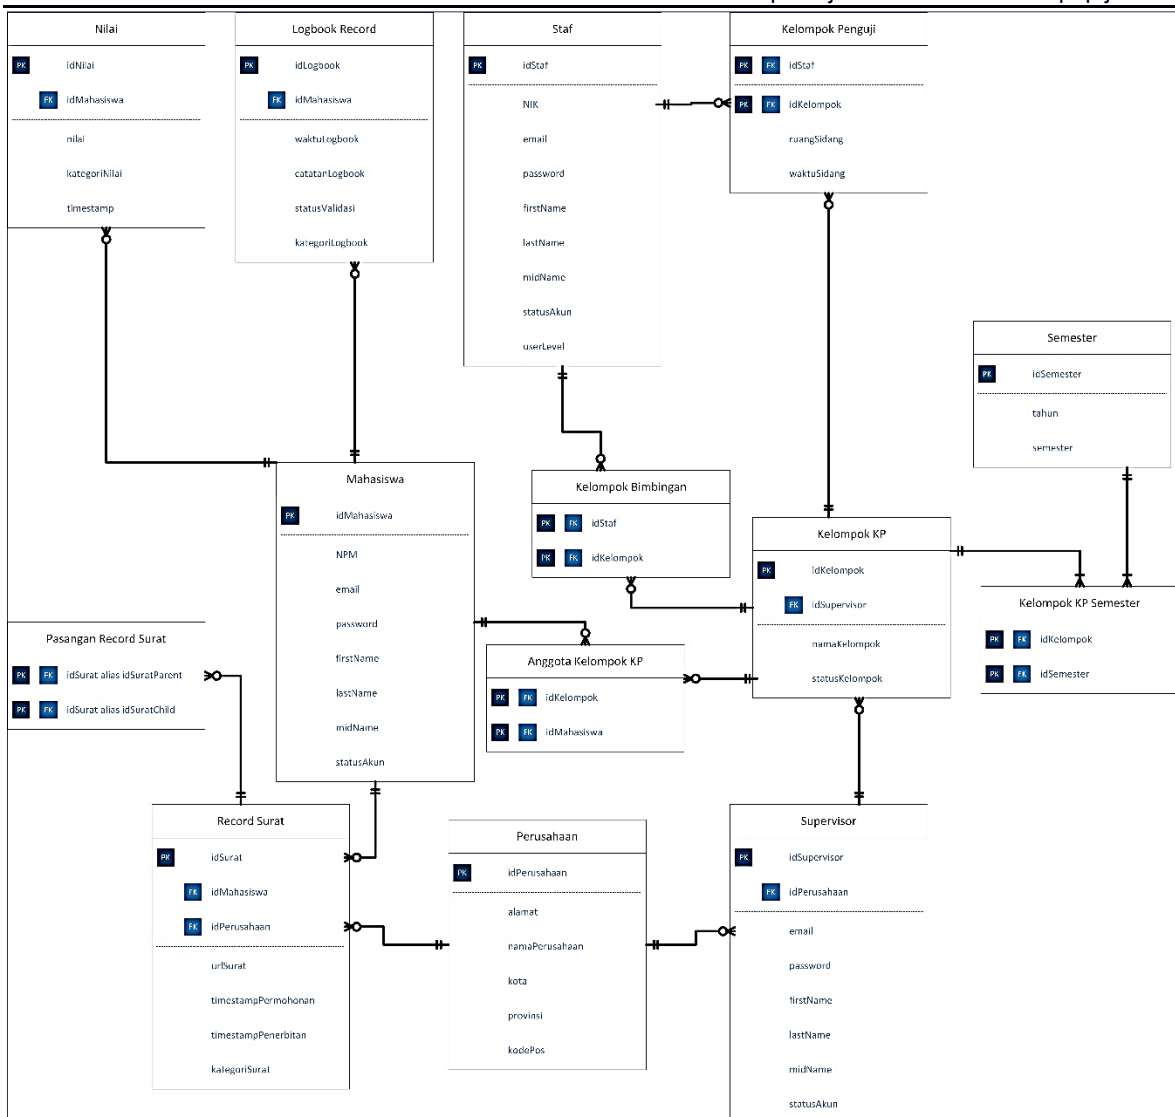 Nilai
PK idNilai
FK idMahasiswa
nilai
kategoriNilai
timestamp
Logbook Record
PK idLogbook
FK idMahasiswa
waktuLogbook
catatanLogbook
statusValidasi
kategoriLogbook
Staf
PK idStaf
NIK
email
password
firstName
lastName
midName
statusAkun
userLevel
Kelompok Penguji
PK FK idStaf
PK FK idKelompok
ruangSidang
waktuSidang
Semester
PK idSemester
tahun
semester
Mahasiswa
PK idMahasiswa
NPM
email
password
firstName
lastName
midName
statusAkun
Kelompok Bimbingan
PK FK idStaf
PK FK idKelompok
Kelompok KP
PK idKelompok
FK idSupervisor
namaKelompok
statusKelompok
Kelompok KP Semester
PK FK idKelompok
PK FK idSemester
Pasangan Record Surat
PK FK idSurat alias idSuratParent
PK FK idSurat alias idSuratChild
Anggota Kelompok KP
PK FK idKelompok
PK FK idMahasiswa
Record Surat
PK idSurat
FK idMahasiswa
FK idPerusahaan
urlSurat
timestampPermohonan
timestampPenerbitan
kategoriSurat
Perusahaan
PK idPerusahaan
alamat
namaPerusahaan
kota
provinsi
kodePos
Supervisor
PK idSupervisor
FK idPerusahaan
email
password
firstName
lastName
midName
statusAkun